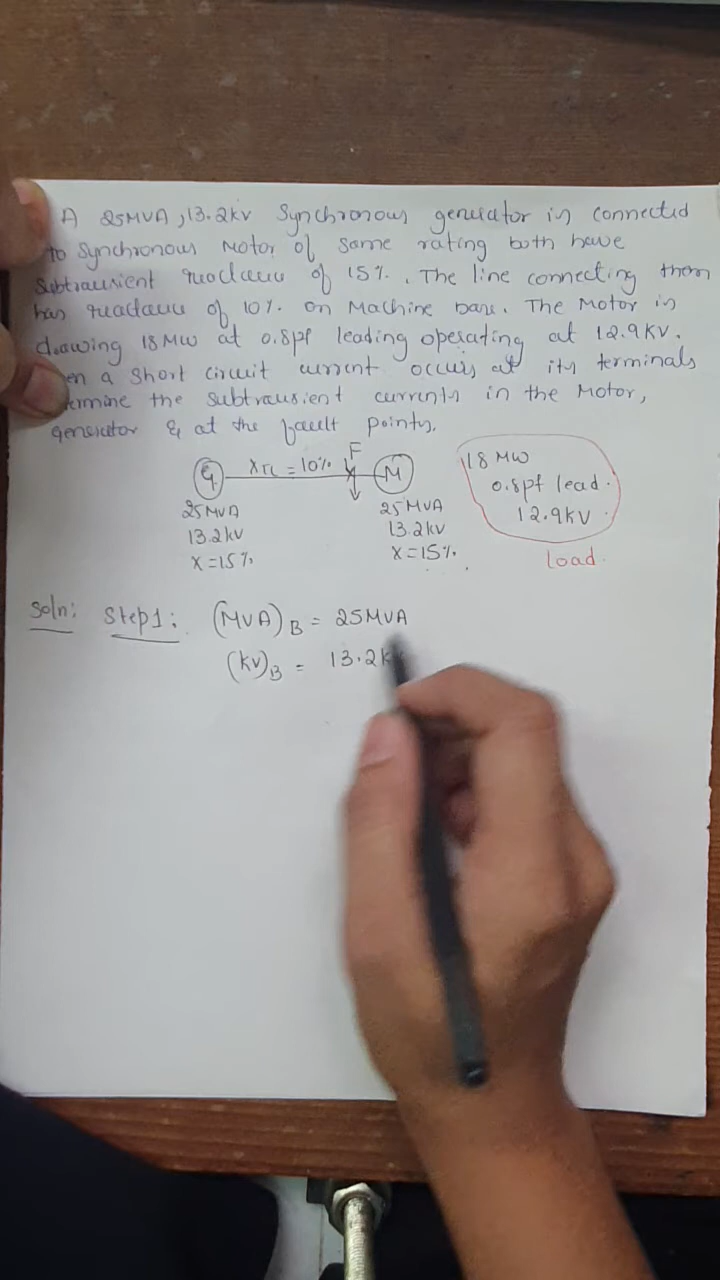 A 25MVA, 13.2kv Synchronous generator is connected
to Synchronous Motor of Same rating both have
Subtransient reactance of 15%. The line connecting them
has reactance of 10% on Machine base. The Motor is
drawing 18MW at 0.8pf leading operating at 12.9KV.
a Short circuit current occurs at its terminals
the Subtransient currents in the Motor,
generator & at the fault points.
F
XTL = 10%
G
M
25MVA
13.2kv
X=15%
25MVA
13.2kv
X=15%.
18 MW
0.8pf lead.
12.9KV.
load.
Soln: Step1: (MVA)B = 25MVA
(kv)B = 13.2k